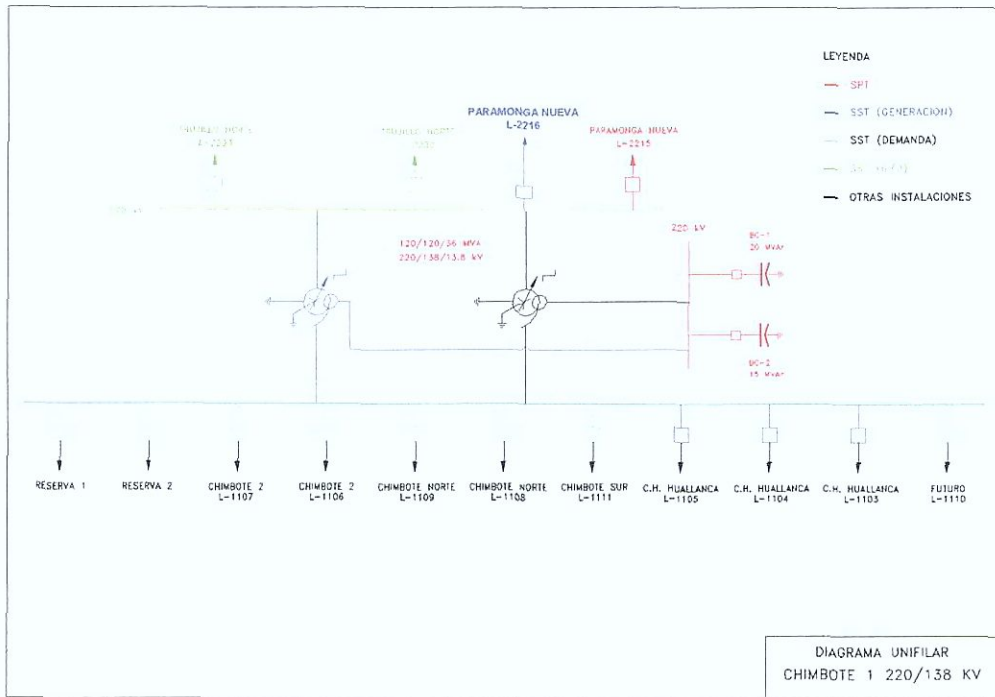 LEYENDA
SPT
SST (GENERACION)
SST (DEMANDA)
OTRAS INSTALACIONES
PARAMONGA NUEVA
L-2216
PARAMONGA NUEVA
L-2215
120/120/36 MVA
220/138/13.8 kV
220 kV
BC-1
20 MVAr
BC-2
15 MVAr
RESERVA 1
RESERVA 2
CHIMBOTE 2
L-1107
CHIMBOTE 2
L-1106
CHIMBOTE NORTE
L-1109
CHIMBOTE NORTE
L-1108
CHIMBOTE SUR
L-1111
C.H. HUALLANCA
L-1105
C.H. HUALLANCA
L-1104
C.H. HUALLANCA
L-1103
FUTURO
L-1110
DIAGRAMA UNIFILAR
CHIMBOTE 1 220/138 KV